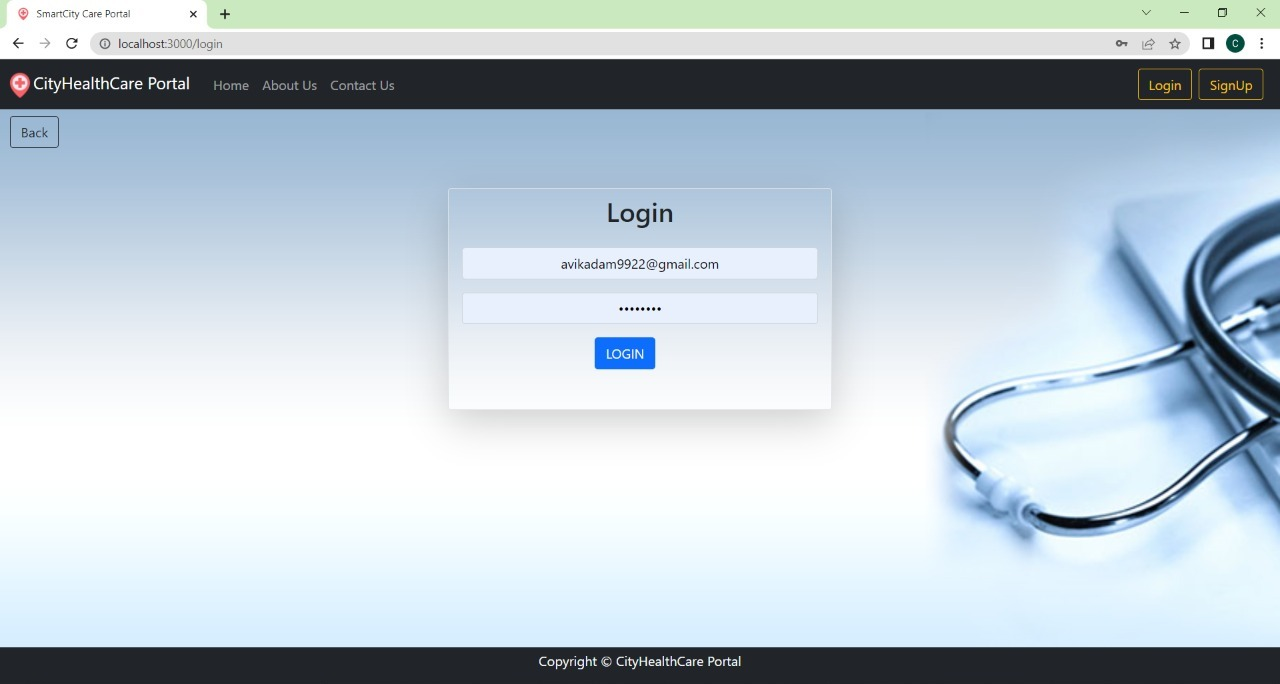 SmartCity Care Portal
localhost:3000/login
C
CityHealthCare Portal Home About Us Contact Us Login SignUp
Back
Login
avikadam9922@gmail.com
••••••••
LOGIN
Copyright © CityHealthCare Portal